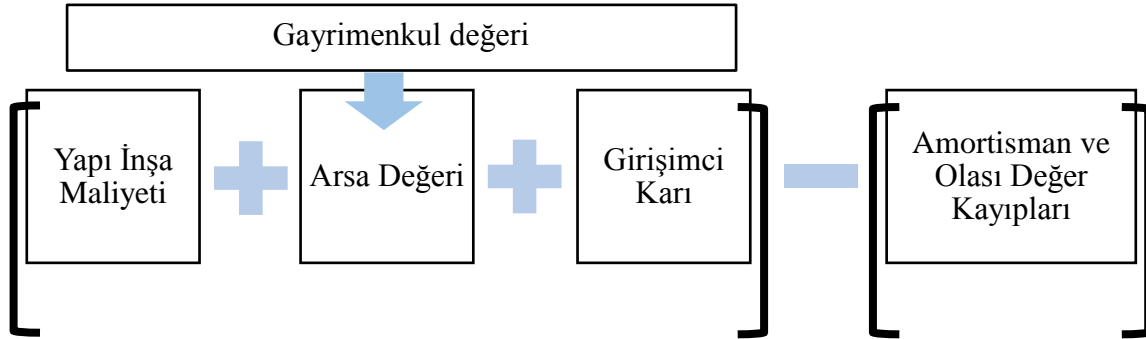 Gayrimenkul değeri
Yapı İnşa
Maliyeti
Arsa Değeri
Girişimci
Karı
Amortisman ve
Olası Değer
Kayıpları